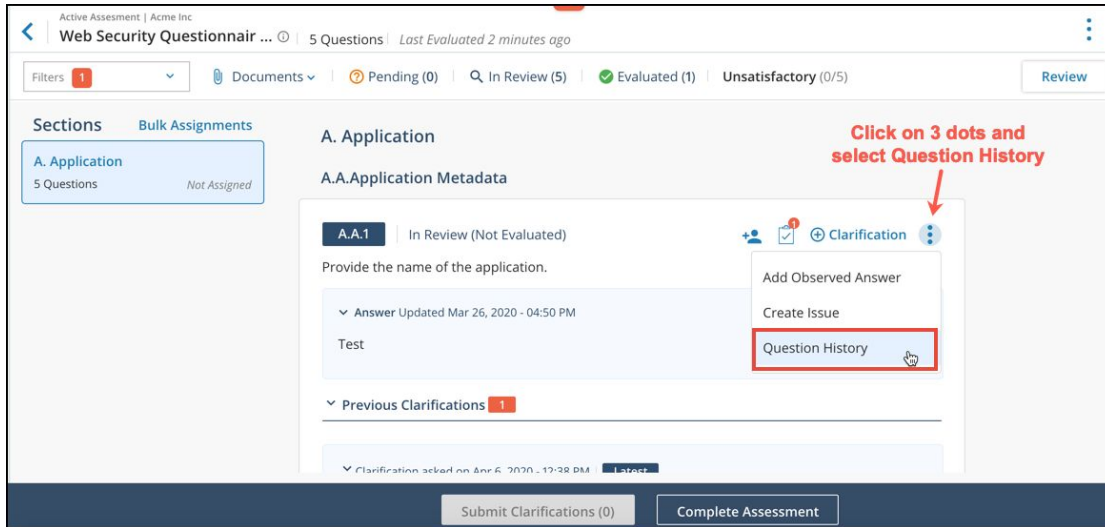 Active Assesment | Acme Inc
Web Security Questionnair ... 5 Questions Last Evaluated 2 minutes ago
Filters 1 Documents Pending (0) In Review (5) Evaluated (1) Unsatisfactory (0/5) Review
Sections Bulk Assignments
A. Application
5 Questions Not Assigned
A. Application
Click on 3 dots and
select Question History
A.A.Application Metadata
A.A.1 In Review (Not Evaluated) 1 Clarification
Provide the name of the application.
Add Observed Answer
Create Issue
Question History
Answer Updated Mar 26, 2020 - 04:50 PM
Test
Previous Clarifications 1
Clarification asked on Apr 6, 2020 - 12:38 PM Latest
Submit Clarifications (0) Complete Assessment